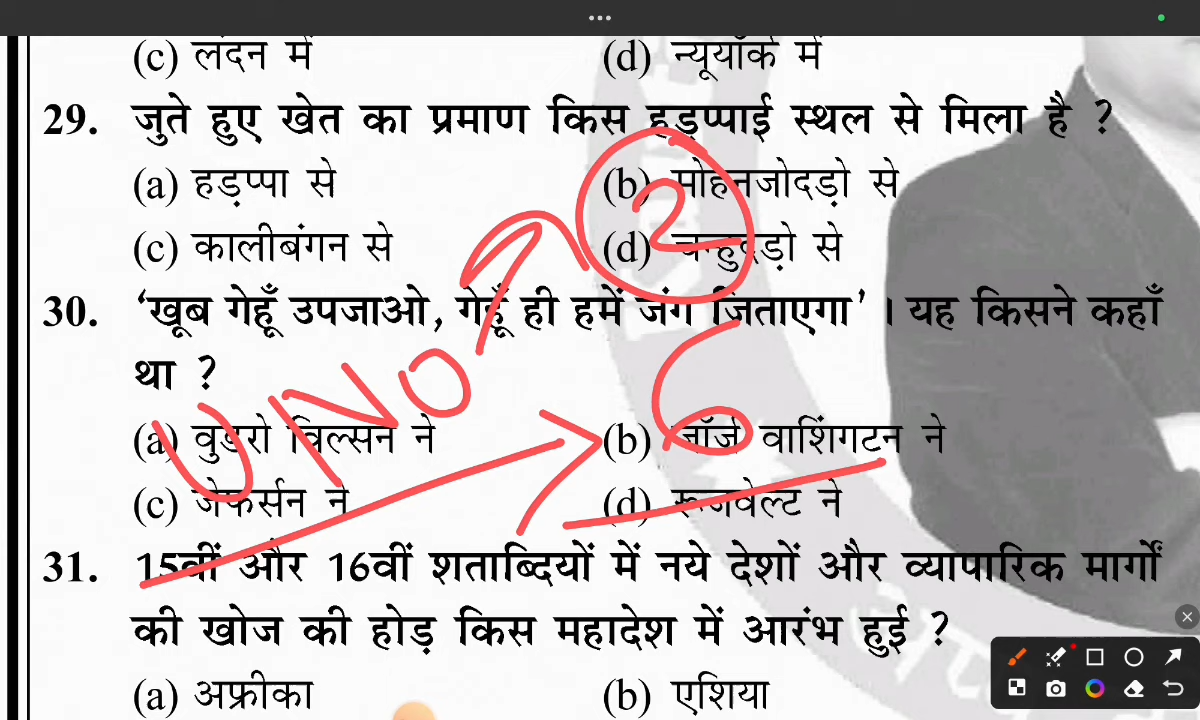 (c) लंदन में (d) न्यूयॉर्क में
29. जुते हुए खेत का प्रमाण किस हड़प्पाई स्थल से मिला है ?
(a) हड़प्पा से (b) मोहनजोदड़ो से
(c) कालीबंगन से (d) चन्हुदड़ो से
30. ‘खूब गेहूँ उपजाओ, गेहूँ ही हमें जंग जिताएगा’ । यह किसने कहाँ
था ?
(a) वुडरो विल्सन ने (b) जॉर्ज वाशिंगटन ने
(c) जेफर्सन ने (d) रूजवेल्ट ने
31. 15वीं और 16वीं शताब्दियों में नये देशों और व्यापारिक मार्गों
की खोज की होड़ किस महादेश में आरंभ हुई ?
(a) अफ्रीका (b) एशिया
UNO
2
6